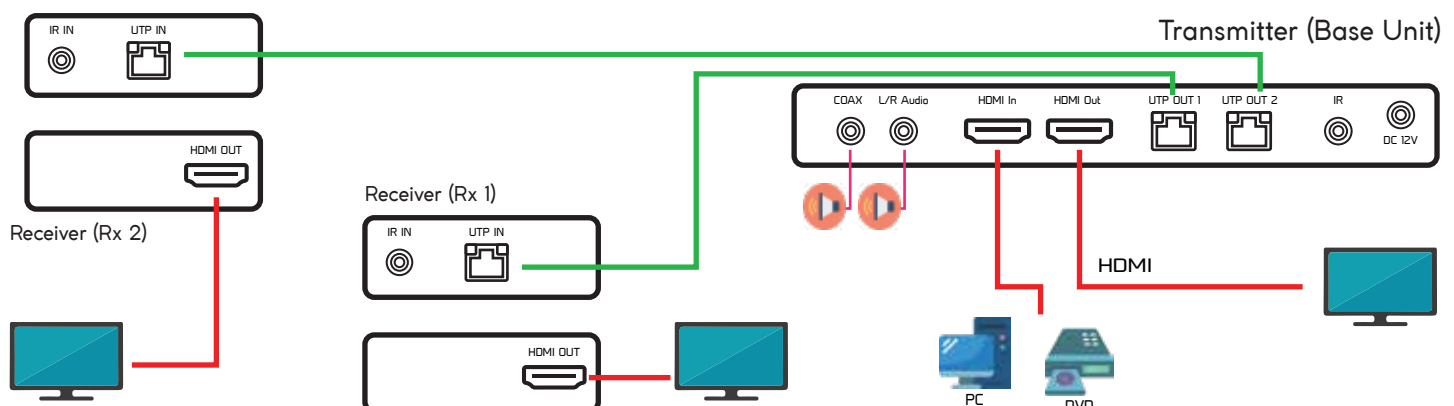 IR IN
UTP IN
HDMI OUT
Receiver (Rx 2)
Receiver (Rx 1)
IR IN
UTP IN
HDMI OUT
Transmitter (Base Unit)
COAX
L/R Audio
HDMI In
HDMI Out
UTP OUT 1
UTP OUT 2
IR
DC 12V
HDMI
PC
DVD